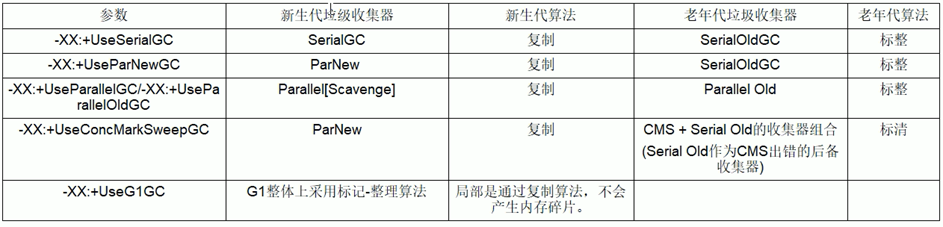 参数 新生代垃圾收集器 新生代算法 老年代垃圾收集器 老年代算法
-XX:+UseSerialGC SerialGC 复制 SerialOldGC 标整
-XX:+UseParNewGC ParNew 复制 SerialOldGC 标整
-XX:+UseParallelGC/-XX:+UsePa
rallelOldGC Parallel[Scavenge] 复制 Parallel Old 标整
-XX:+UseConcMarkSweepGC ParNew 复制 CMS + Serial Old的收集器组合 标清
(Serial Old作为CMS出错的后备
收集器)
-XX:+UseG1GC G1整体上采用标记-整理算法 局部是通过复制算法，不会
产生内存碎片。